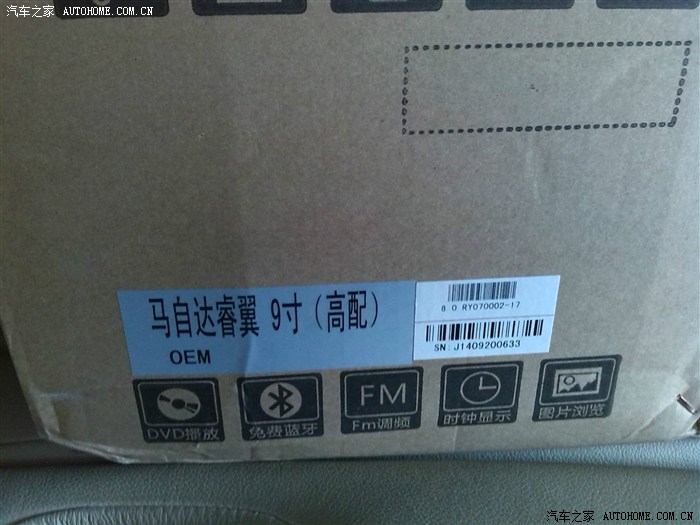 汽车之家 AUTOHOME.COM.CN
马自达睿翼 9寸(高配)
OEM
8 0 RY070002-17
SN: J1409200633
FM
DVD播放
免费蓝牙
Fm调频
时钟显示
图片浏览
汽车之家 AUTOHOME.COM.CN